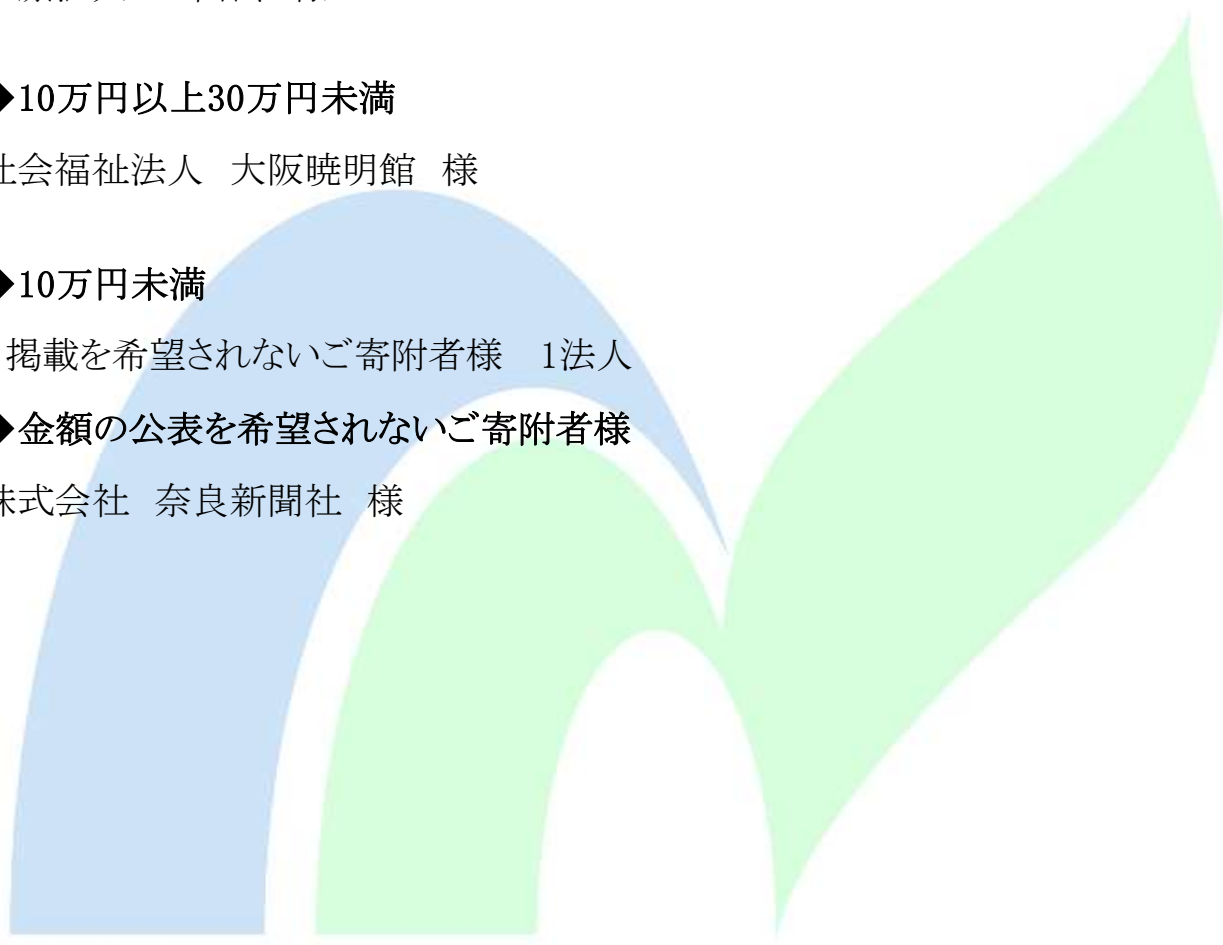 ◆10万円以上30万円未満
社会福祉法人　大阪暁明館　様
◆10万円未満
掲載を希望されないご寄附者様　1法人
◆金額の公表を希望されないご寄附者様
株式会社　奈良新聞社　様